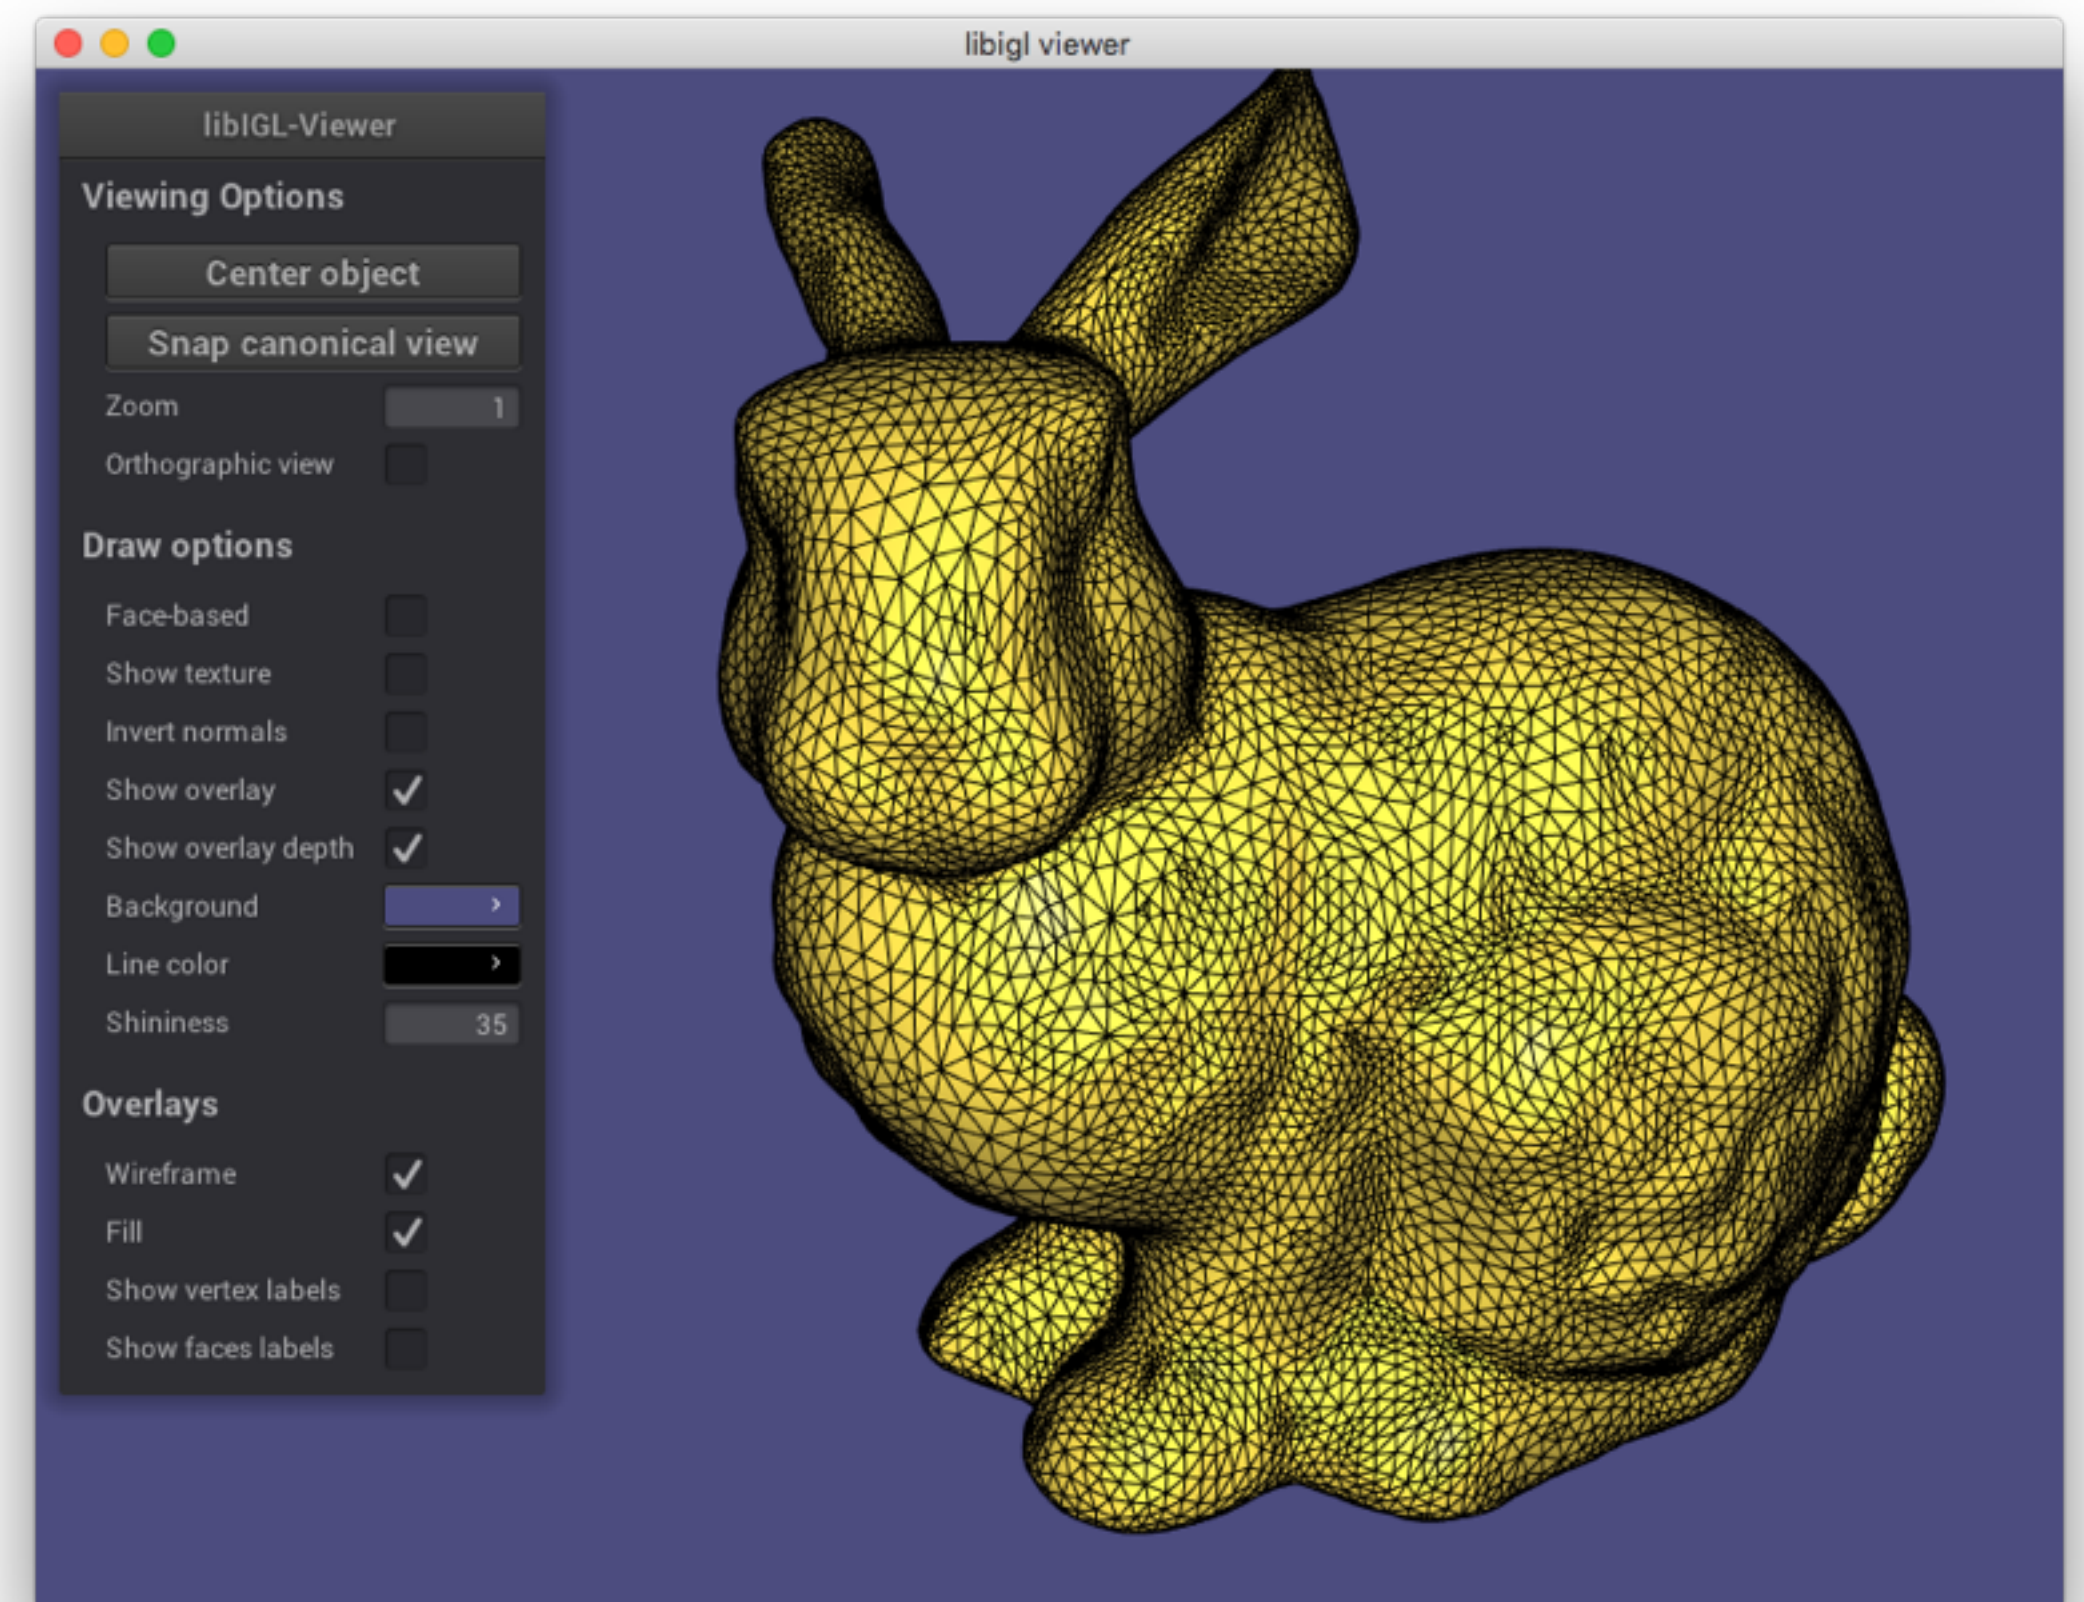 libigl viewer
libIGL-Viewer
Viewing Options
Center object
Snap canonical view
Zoom 1
Orthographic view
Draw options
Face-based
Show texture
Invert normals
Show overlay
Show overlay depth
Background
Line color
Shininess 35
Overlays
Wireframe
Fill
Show vertex labels
Show faces labels